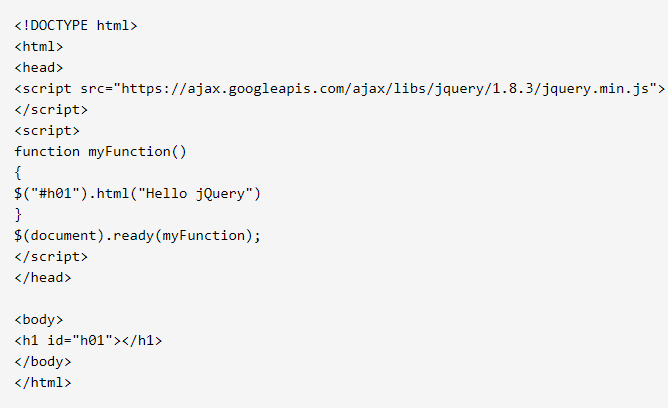 <!DOCTYPE html>
<html>
<head>
<script src="https://ajax.googleapis.com/ajax/libs/jquery/1.8.3/jquery.min.js">
</script>
<script>
function myFunction()
{
$("#h01").html("Hello jQuery")
}
$(document).ready(myFunction);
</script>
</head>

<body>
<h1 id="h01"></h1>
</body>
</html>